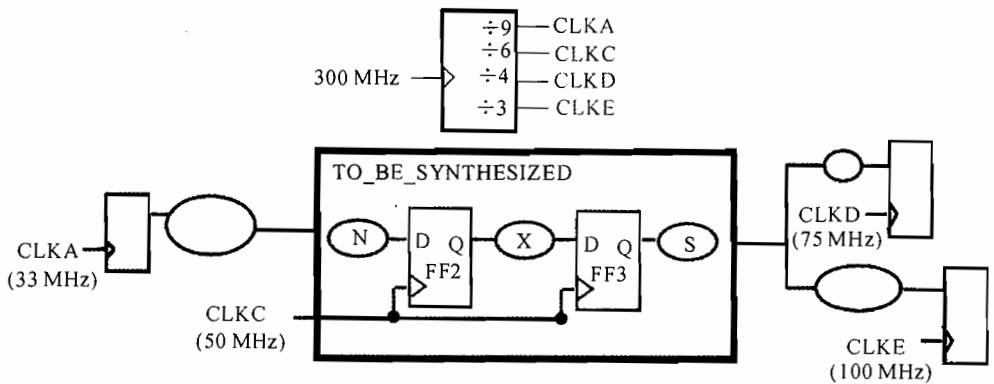 ÷9 CLKA
÷6 CLKC
300 MHz ÷4 CLKD
÷3 CLKE
TO_BE_SYNTHESIZED
N D Q X D Q S
FF2 FF3
CLKA
(33 MHz)
CLKC
(50 MHz)
CLKD
(75 MHz)
CLKE
(100 MHz)